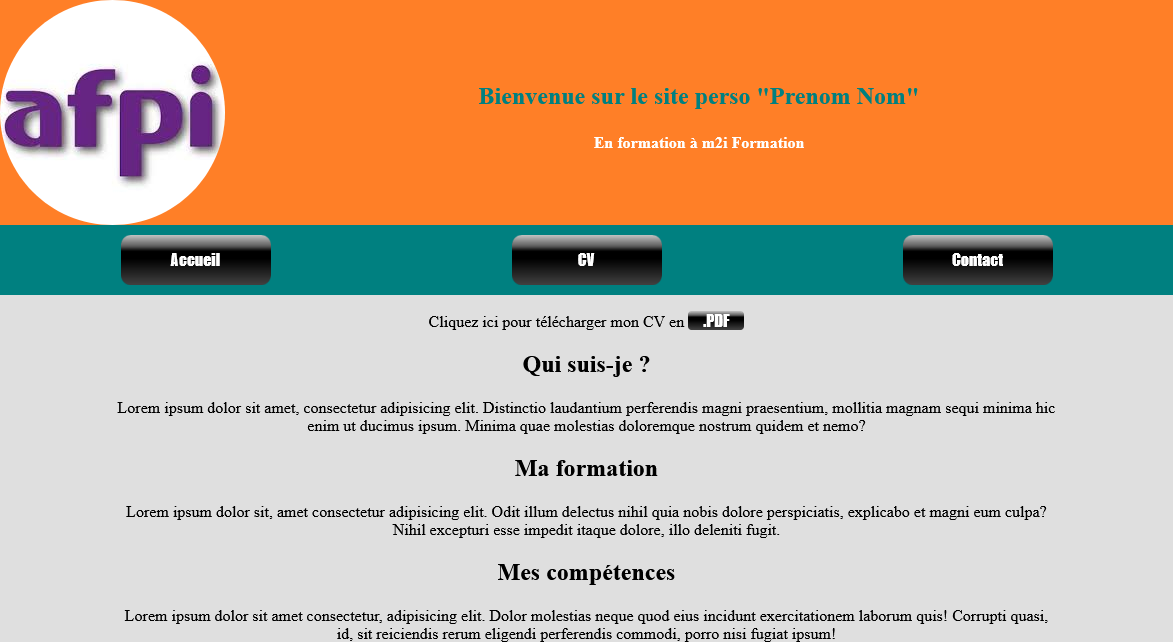 afpi
Bienvenue sur le site perso "Prenom Nom"
En formation à m2i Formation
Accueil
CV
Contact
Cliquez ici pour télécharger mon CV en .PDF
Qui suis-je ?
Lorem ipsum dolor sit amet, consectetur adipisicing elit. Distinctio laudantium perferendis magni praesentium, mollitia magnam sequi minima hic
enim ut ducimus ipsum. Minima quae molestias doloremque nostrum quidem et nemo?
Ma formation
Lorem ipsum dolor sit, amet consectetur adipisicing elit. Odit illum delectus nihil quia nobis dolore perspiciatis, explicabo et magni eum culpa?
Nihil excepturi esse impedit itaque dolore, illo deleniti fugit.
Mes compétences
Lorem ipsum dolor sit amet consectetur, adipisicing elit. Dolor molestias neque quod eius incidunt exercitationem laborum quis! Corrupti quasi,
id, sit reiciendis rerum eligendi perferendis commodi, porro nisi fugiat ipsum!